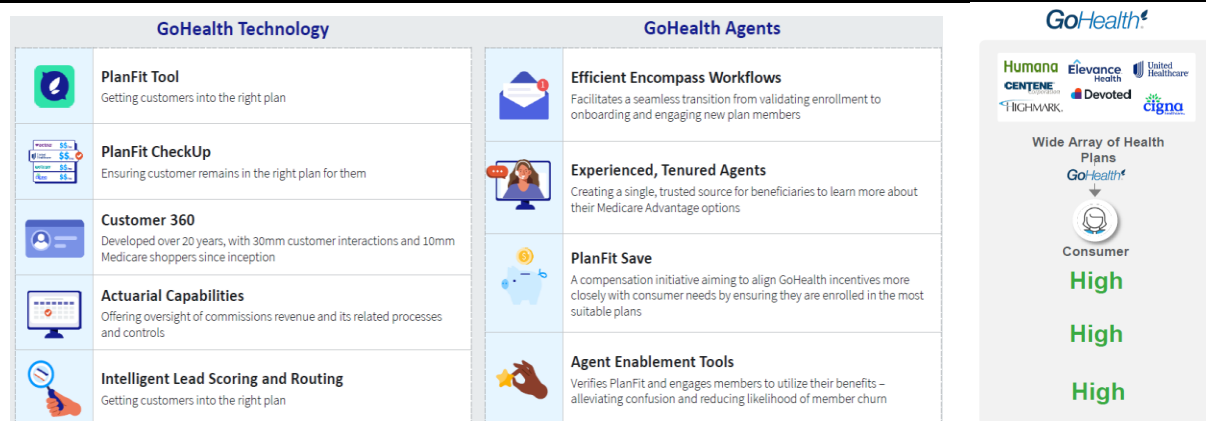 GoHealth Technology
PlanFit Tool
Getting customers into the right plan
PlanFit CheckUp
Ensuring customer remains in the right plan for them
Customer 360
Developed over 20 years, with 30mm customer interactions and 10mm
Medicare shoppers since inception
Actuarial Capabilities
Offering oversight of commissions revenue and its related processes
and controls
Intelligent Lead Scoring and Routing
Getting customers into the right plan
GoHealth Agents
1
Efficient Encompass Workflows
Facilitates a seamless transition from validating enrollment to
onboarding and engaging new plan members
Experienced, Tenured Agents
Creating a single, trusted source for beneficiaries to learn more about
their Medicare Advantage options
$
PlanFit Save
A compensation initiative aiming to align GoHealth incentives more
closely with consumer needs by ensuring they are enrolled in the most
suitable plans
Agent Enablement Tools
Verifies PlanFit and engages members to utilize their benefits –
alleviating confusion and reducing likelihood of member churn
GoHealth
Humana
Elevance
Health
United
Healthcare
CENTENE
Corporation
Devoted
HIGHMARK.
cigna
healthcare
Wide Array of Health
Plans
GoHealth
Consumer
High
High
High